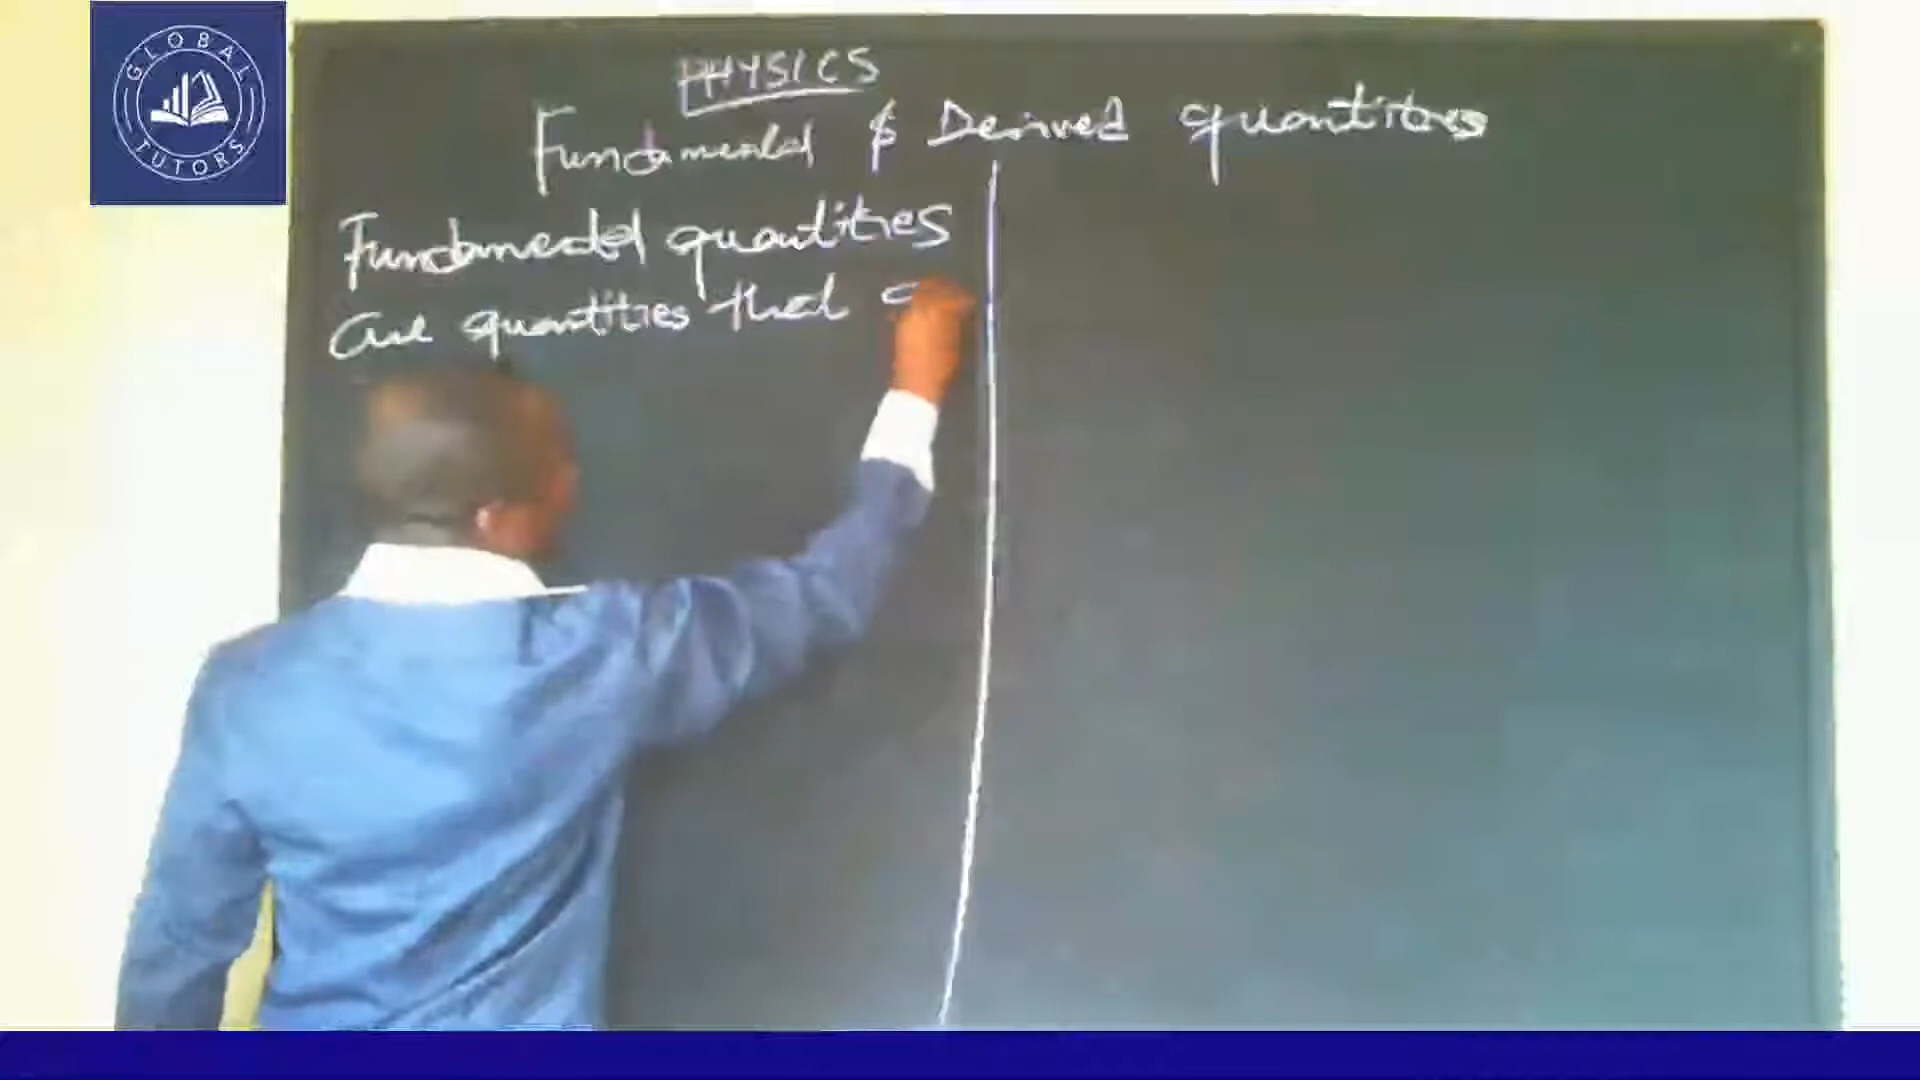 GLOBAL
TUTORS
PHYSICS
Fundamental & Derived quantities
Fundamental quantities
are quantities that